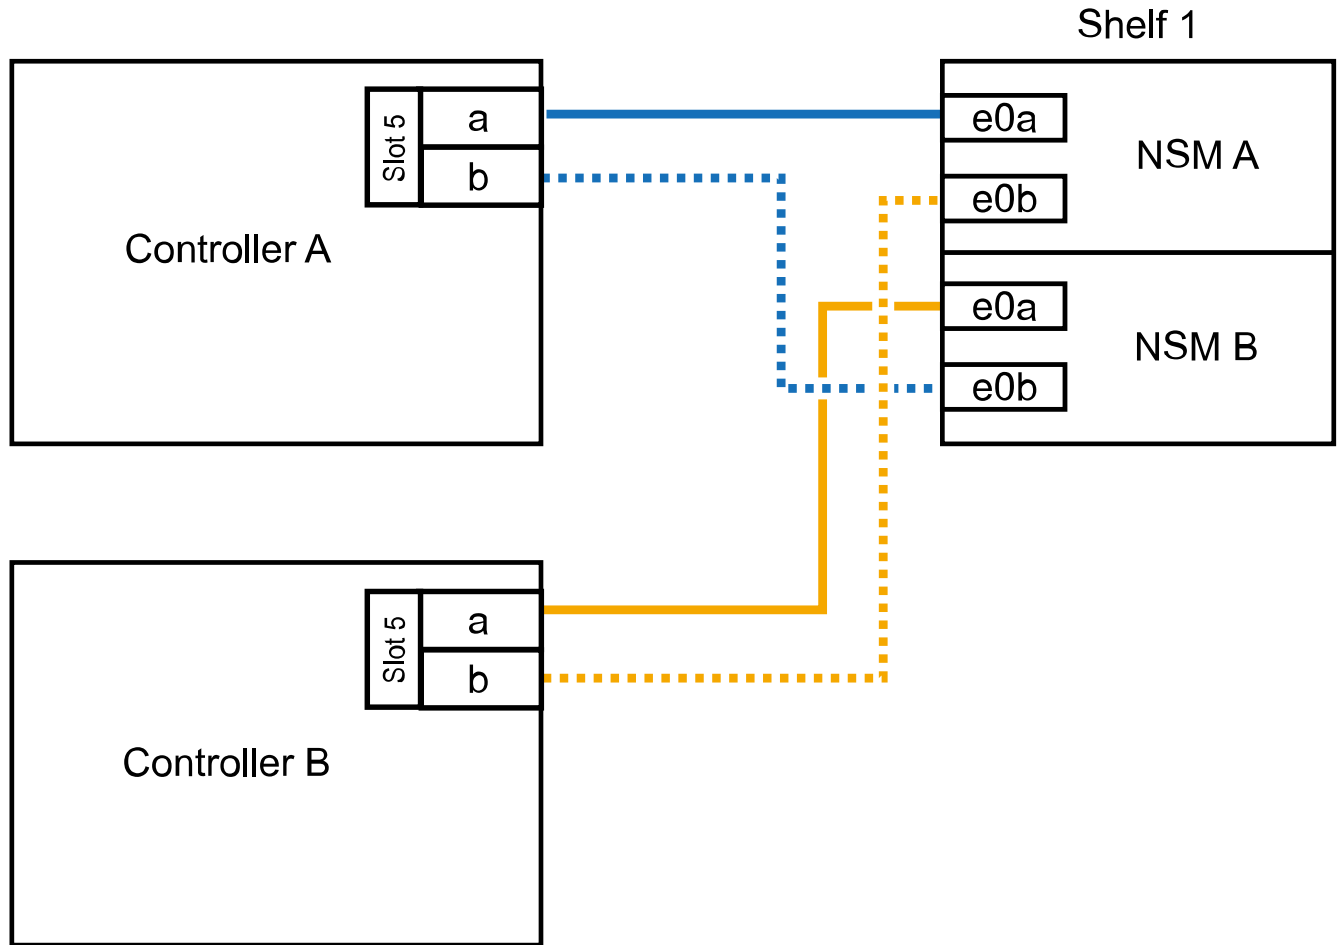 Shelf 1
Slot 5
a
b
Controller A
e0a
e0b
NSM A
e0a
e0b
NSM B
Slot 5
a
b
Controller B